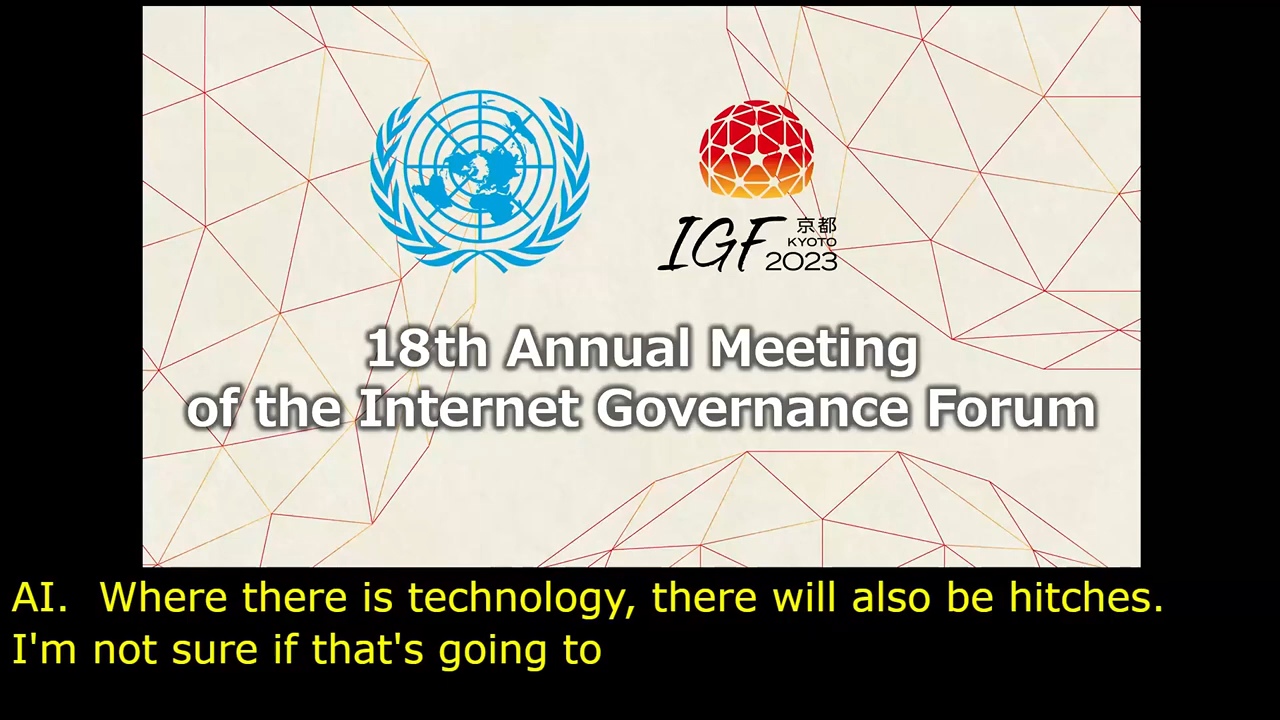 IGF 京都
KYOTO
2023
18th Annual Meeting
of the Internet Governance Forum
AI.  Where there is technology, there will also be hitches.
I'm not sure if that's going to